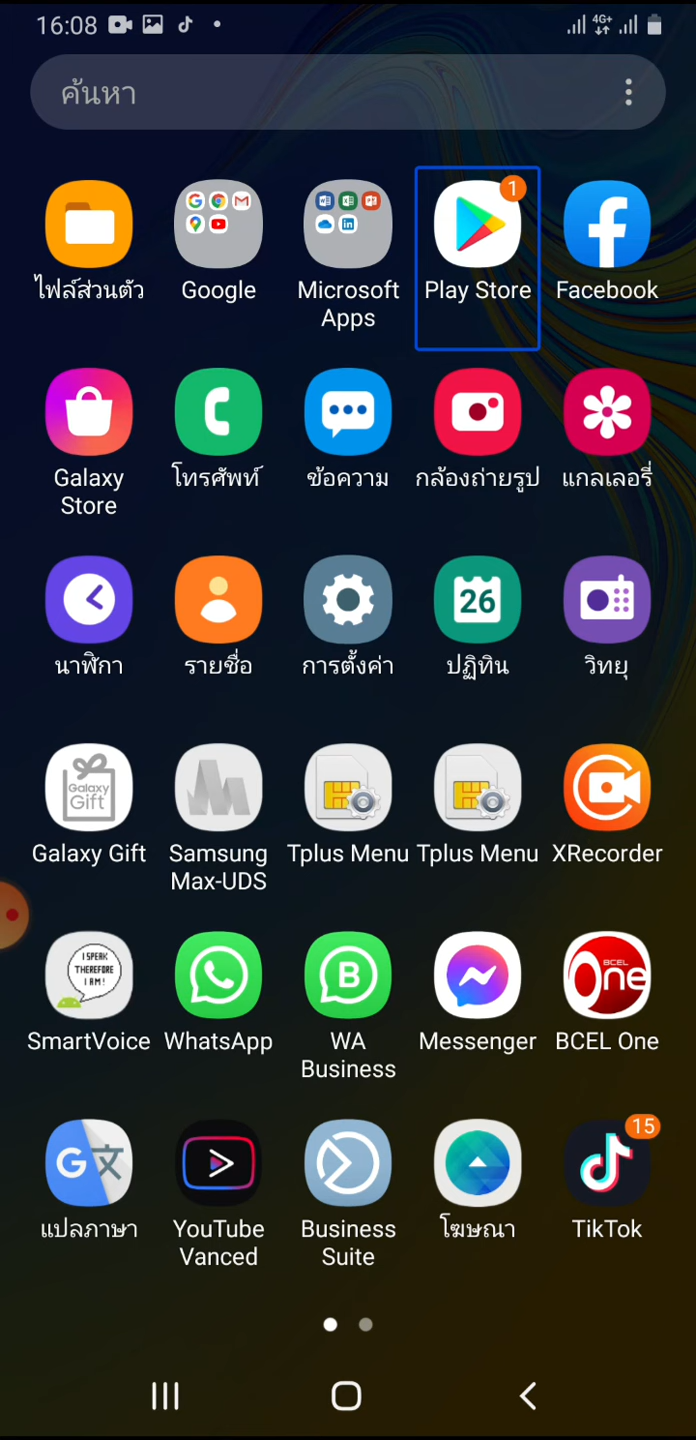 16:08 4G+
ค้นหา
1
ไฟล์ส่วนตัว Google Microsoft Play Store Facebook
Apps
Galaxy โทรศัพท์ ข้อความ กล้องถ่ายรูป แกลเลอรี่
Store
26
นาฬิกา รายชื่อ การตั้งค่า ปฏิทิน วิทยุ
Galaxy
Gift
Galaxy Gift Samsung Tplus Menu Tplus Menu XRecorder
Max-UDS
I SPEAK
THEREFORE
I AM!
BCEL
One
SmartVoice WhatsApp WA Messenger BCEL One
Business
15
แปลภาษา YouTube Business โฆษณา TikTok
Vanced Suite